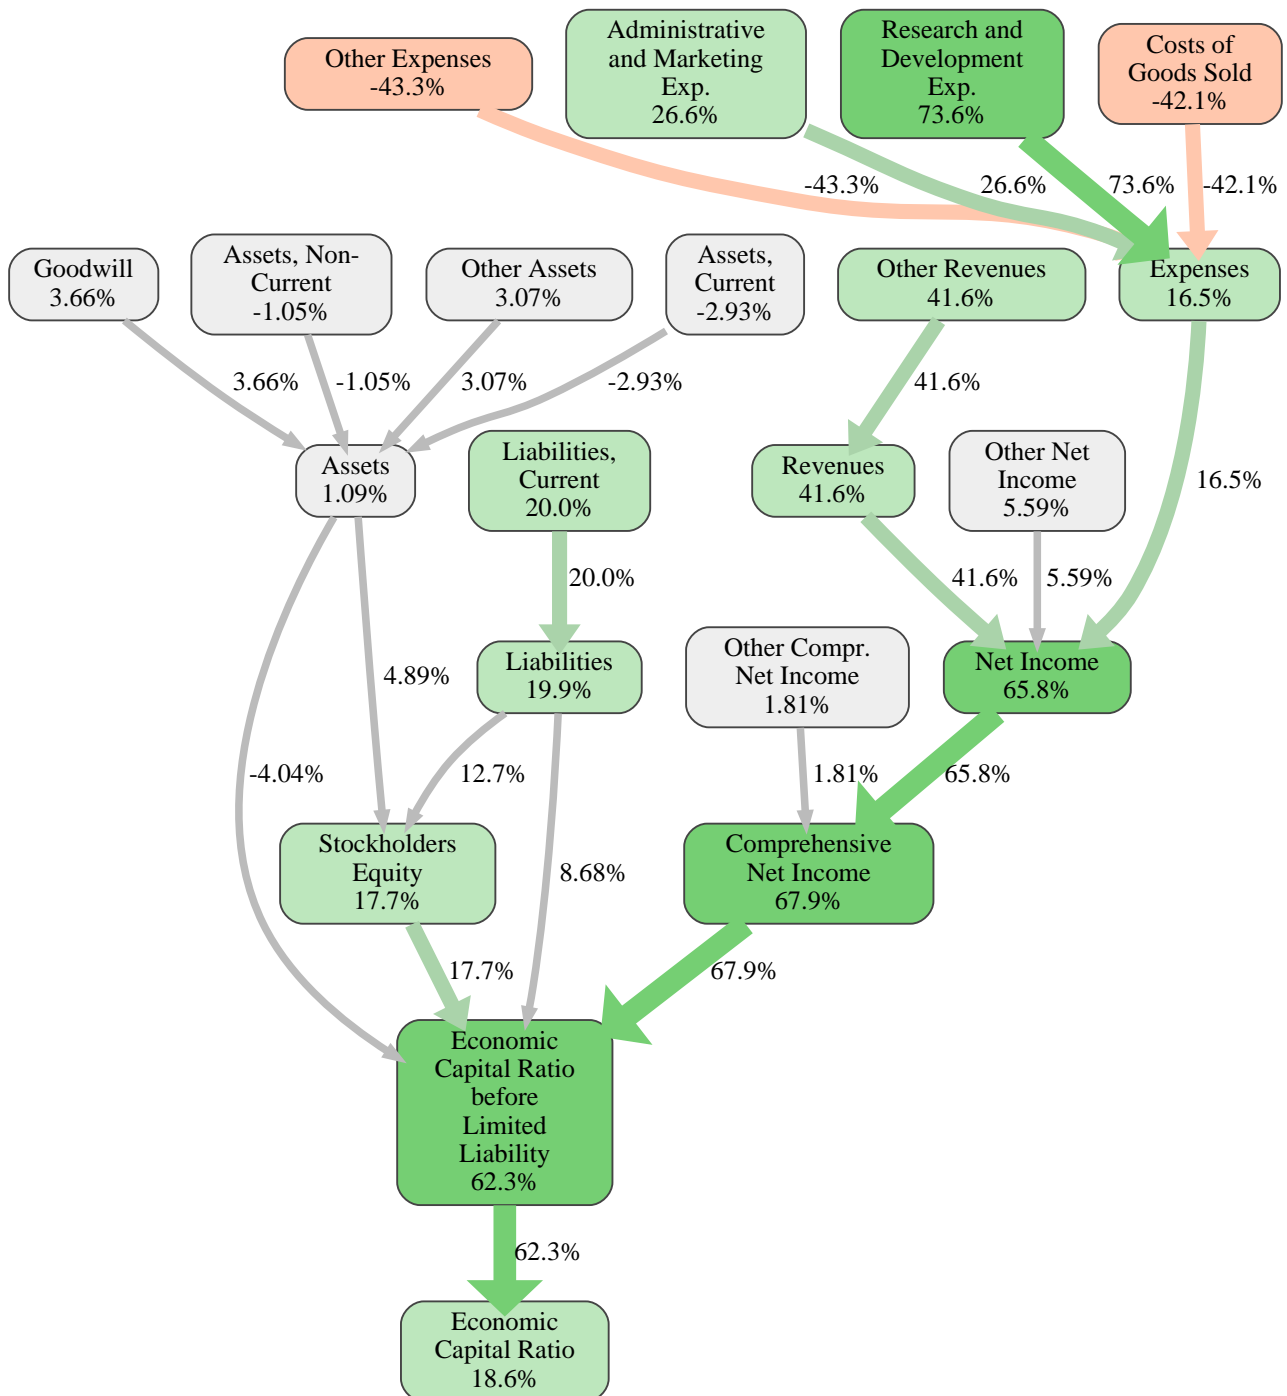 Other Expenses
-43.3%
Administrative
and Marketing
Exp.
26.6%
Research and
Development
Exp.
73.6%
Costs of
Goods Sold
-42.1%
-43.3%
26.6%
73.6%
-42.1%
Goodwill
3.66%
Assets, Non-
Current
-1.05%
Other Assets
3.07%
Assets,
Current
-2.93%
Other Revenues
41.6%
Expenses
16.5%
3.66%
-1.05%
3.07%
-2.93%
41.6%
Assets
1.09%
Liabilities,
Current
20.0%
Revenues
41.6%
Other Net
Income
5.59%
16.5%
20.0%
41.6%
5.59%
4.89%
Liabilities
19.9%
Other Compr.
Net Income
1.81%
Net Income
65.8%
-4.04%
12.7%
1.81%
65.8%
Stockholders
Equity
17.7%
8.68%
Comprehensive
Net Income
67.9%
17.7%
67.9%
Economic
Capital Ratio
before
Limited
Liability
62.3%
62.3%
Economic
Capital Ratio
18.6%